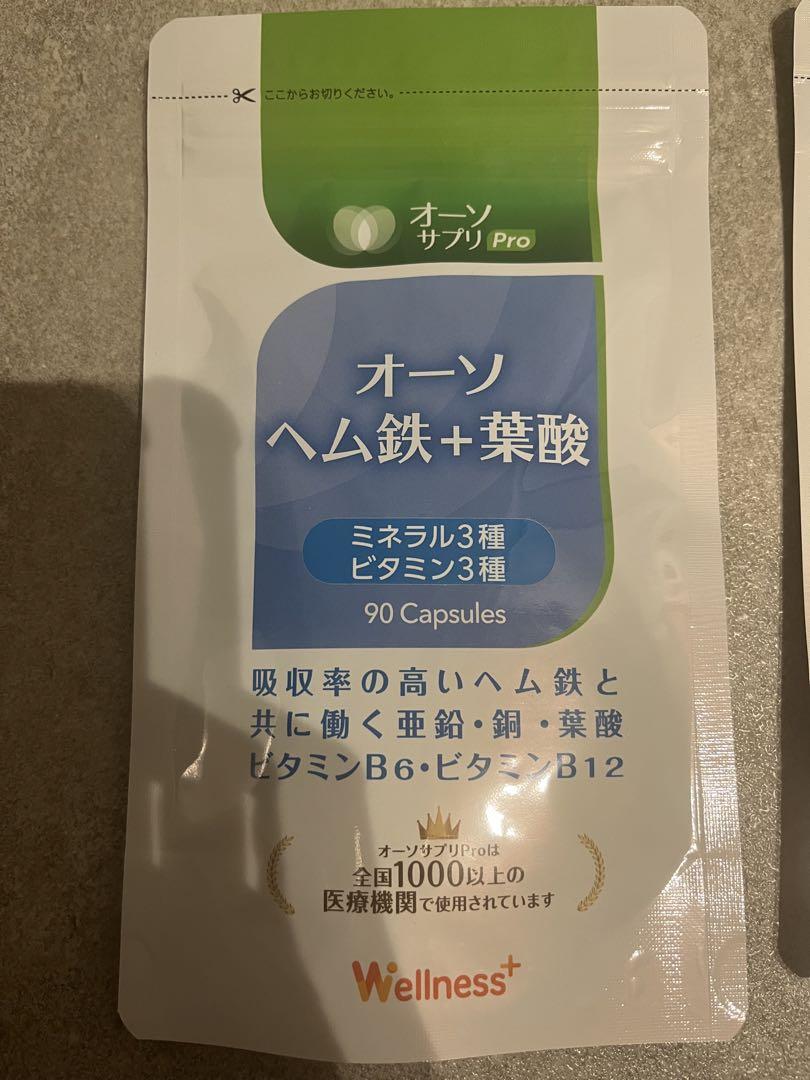 ここからお切りください。
オーソ
サプリ Pro
オーソ
ヘム鉄+葉酸
ミネラル3種
ビタミン3種
90 Capsules
吸収率の高いヘム鉄と
共に働く亜鉛・銅・葉酸
ビタミンB6・ビタミンB12
オーソサプリProは
全国1000以上の
医療機関で使用されています
Wellness+